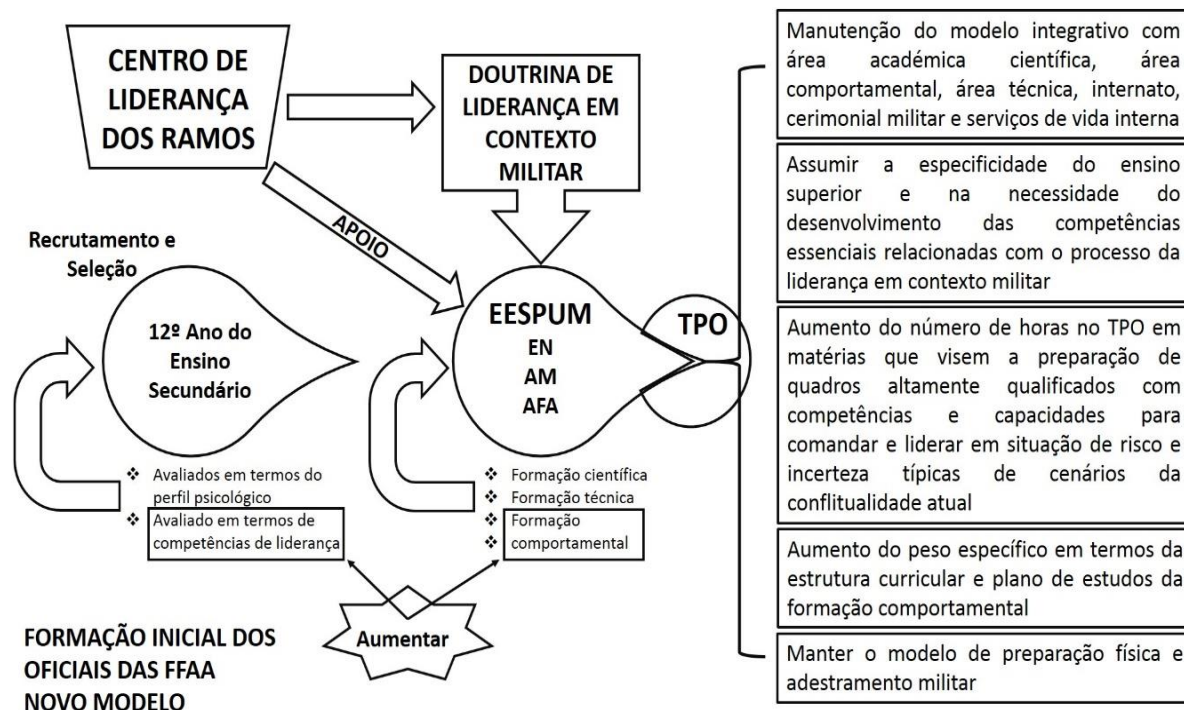 CENTRO DE
LIDERANÇA
DOS RAMOS
DOUTRINA DE
LIDERANÇA EM
CONTEXTO
MILITAR
APOIO
Recrutamento e
Seleção
12º Ano do
Ensino
Secundário
❖ Avaliados em termos do
perfil psicológico
❖ Avaliado em termos de
competências de liderança
EESPUM
EN
AM
AFA
TPO
❖ Formação científica
❖ Formação técnica
❖ Formação
❖ comportamental
Aumentar
FORMAÇÃO INICIAL DOS
OFICIAIS DAS FFAA
NOVO MODELO
Manutenção do modelo integrativo com
área académica científica, área
comportamental, área técnica, internato,
cerimonial militar e serviços de vida interna
Assumir a especificidade do ensino
superior e na necessidade do
desenvolvimento das competências
essenciais relacionadas com o processo da
liderança em contexto militar
Aumento do número de horas no TPO em
matérias que visem a preparação de
quadros altamente qualificados com
competências e capacidades para
comandar e liderar em situação de risco e
incerteza típicas de cenários da
conflitualidade atual
Aumento do peso específico em termos da
estrutura curricular e plano de estudos da
formação comportamental
Manter o modelo de preparação física e
adestramento militar